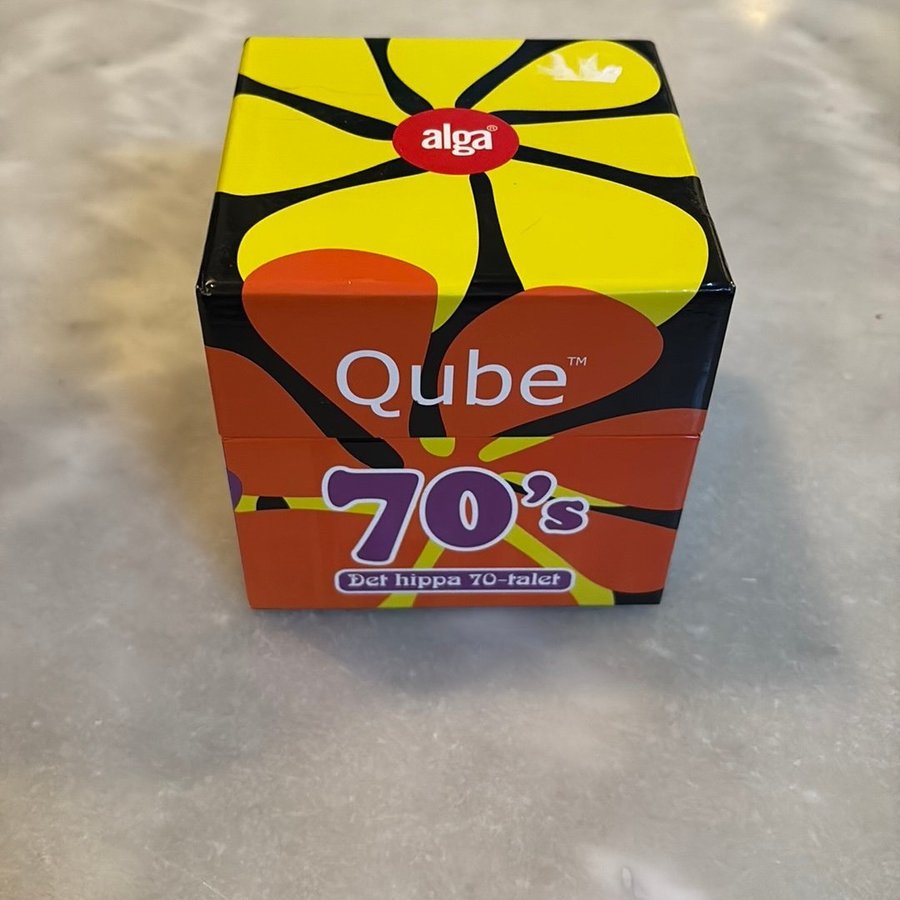 alga®
Qube™
70's
Det hippa 70-talet